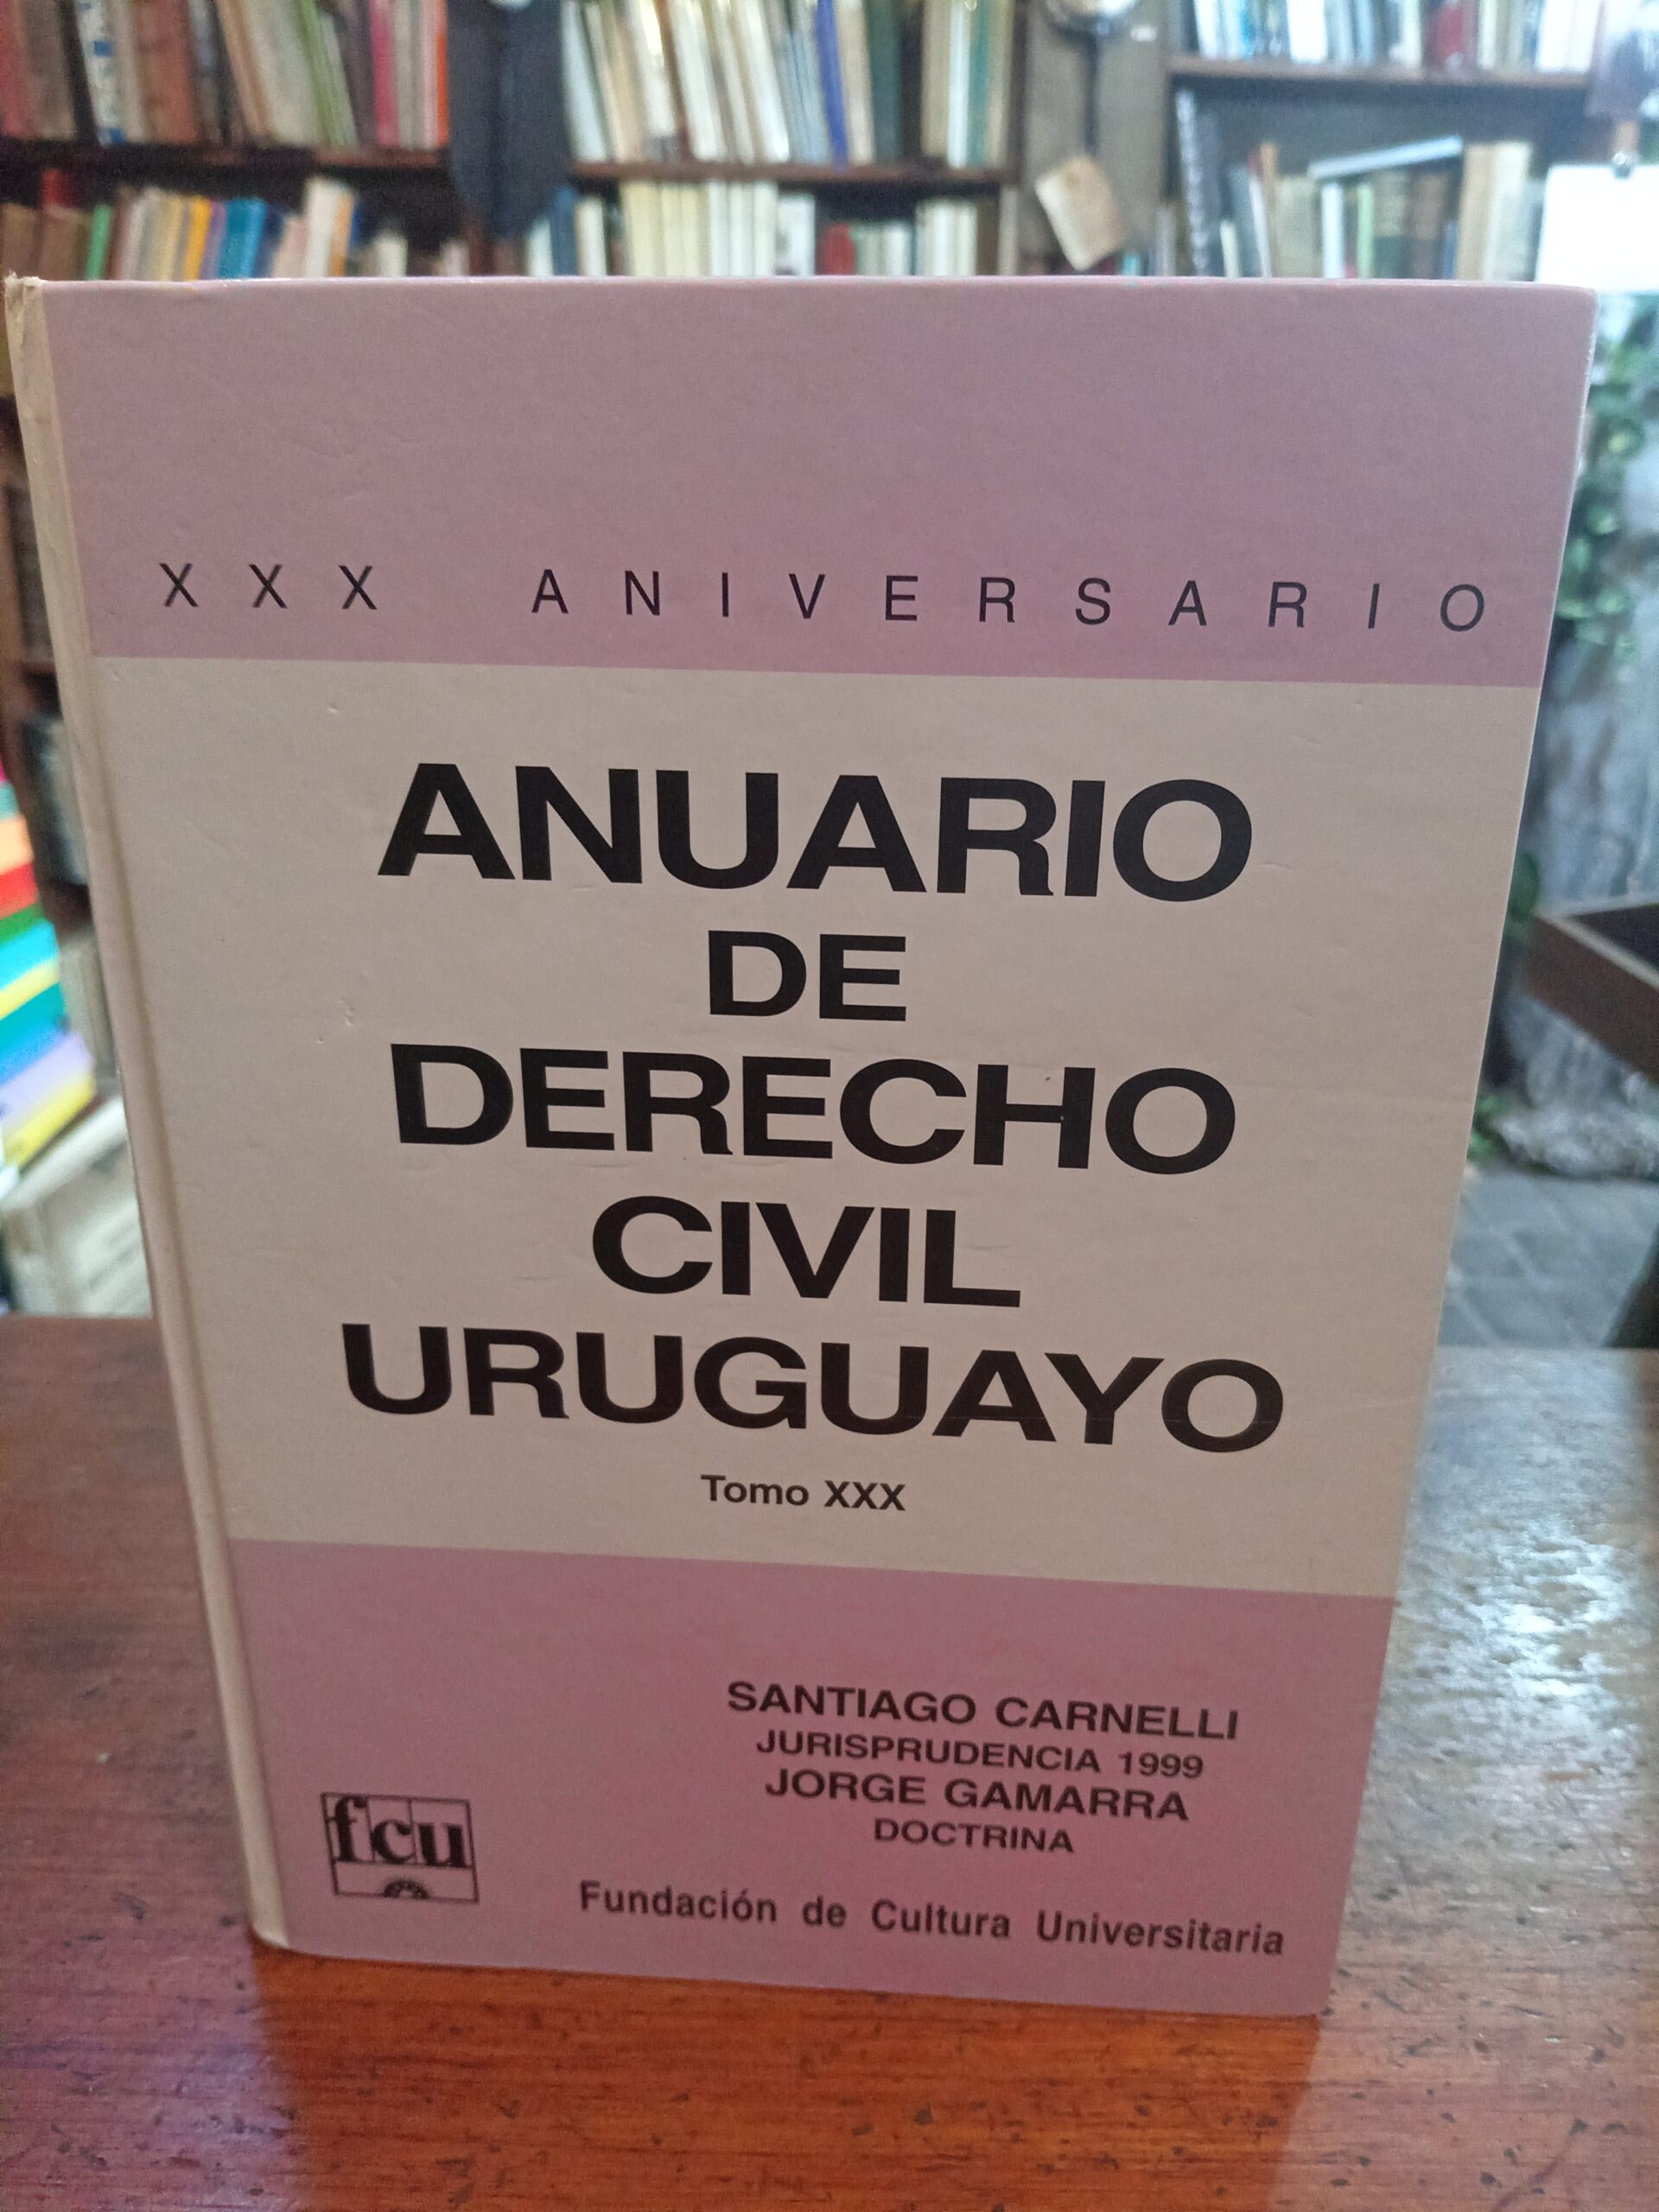 XXX ANIVERSARIO
ANUARIO
DE
DERECHO
CIVIL
URUGUAYO
Tomo XXX
SANTIAGO CARNELLI
JURISPRUDENCIA 1999
JORGE GAMARRA
DOCTRINA
fcu
Fundación de Cultura Universitaria